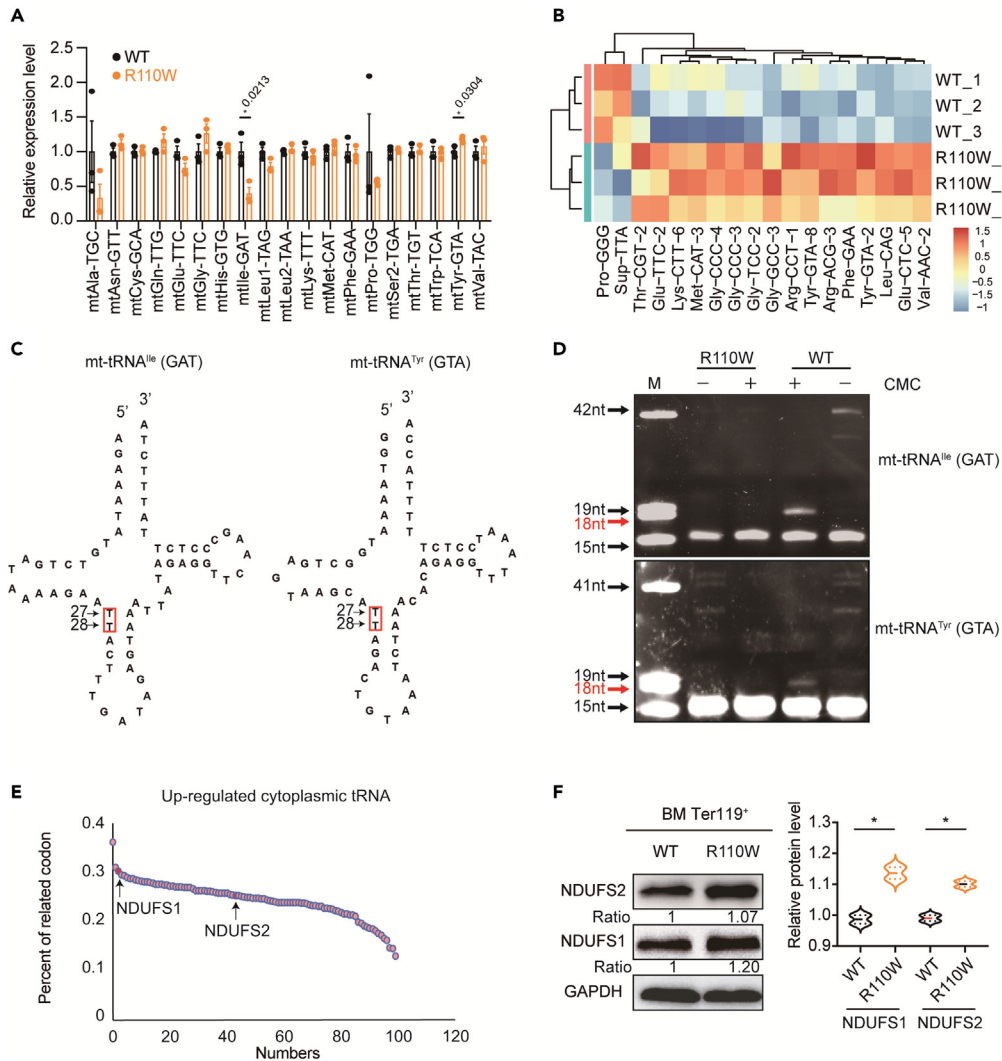 A
WT
R110W
Relative expression level
2.5
2.0
1.5
1.0
0.5
0.0
* 0.0213
* 0.0304
mtAla-TGC
mtAsn-GTT
mtCys-GCA
mtGln-TTG
mtGlu-TTC
mtGly-TTC
mtHis-GTG
mtIle-GAT
mtLeu1-TAG
mtLeu2-TAA
mtLys-TTT
mtMet-CAT
mtPhe-GAA
mtPro-TGG
mtSer2-TGA
mtThr-TGT
mtTrp-TCA
mtTyr-GTA
mtVal-TAC
B
WT_1
WT_2
WT_3
R110W_
R110W_
R110W_
Pro-GGG
Sup-TTA
Thr-CGT-2
Glu-TTC-2
Lys-CTT-6
Met-CAT-3
Gly-CCC-4
Gly-CCC-3
Gly-TCC-2
Gly-GCC-3
Arg-CCT-1
Tyr-GTA-8
Arg-ACG-3
Phe-GAA
Tyr-GTA-2
Leu-CAG
Glu-CTC-5
Val-AAC-2
1.5
1
0.5
0
−0.5
−1
C
mt-tRNAIle (GAT)
mt-tRNATyr (GTA)
5’
3’
5’
3’
27
28
27
28
D
R110W
WT
M
−
+
+
−
CMC
42nt
19nt
18nt
15nt
mt-tRNAIle (GAT)
41nt
19nt
18nt
15nt
mt-tRNATyr (GTA)
E
Up-regulated cytoplasmic tRNA
Percent of related codon
0.4
0.3
0.2
0.1
0
NDUFS1
NDUFS2
0
20
40
60
80
100
120
Numbers
F
BM Ter119+
WT
R110W
NDUFS2
Ratio
1
1.07
NDUFS1
Ratio
1
1.20
GAPDH
Relative protein level
1.3
1.2
1.1
1.0
0.9
*
*
WT
R110W
WT
R110W
NDUFS1
NDUFS2